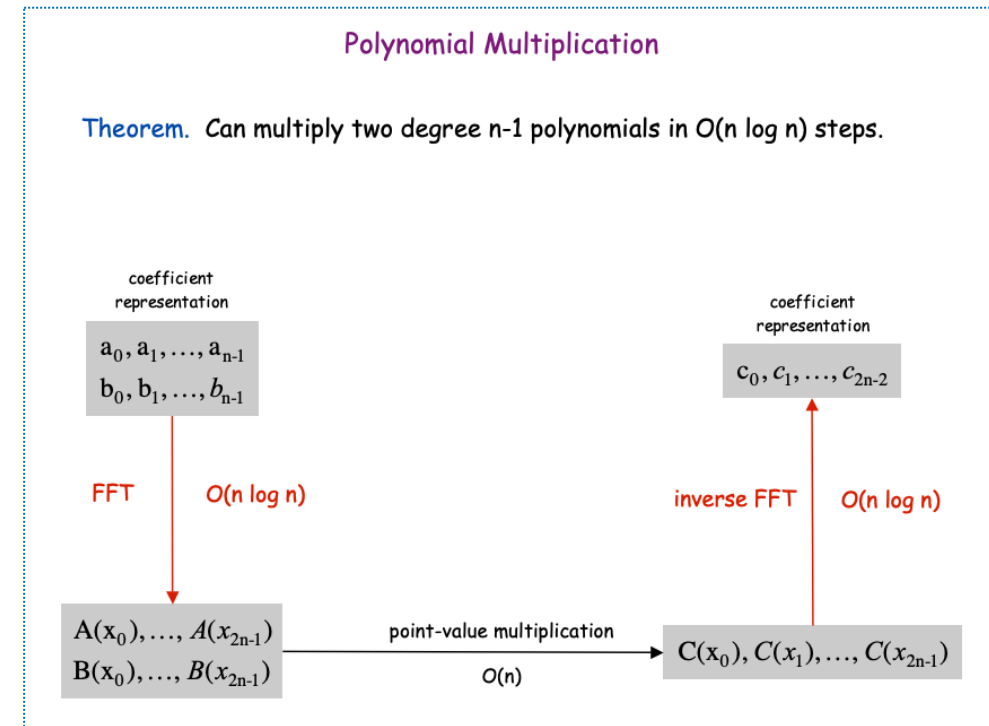 Polynomial Multiplication
Theorem. Can multiply two degree n-1 polynomials in O(n log n) steps.
coefficient
representation
a₀, a₁, …, aₙ₋₁
b₀, b₁, …, bₙ₋₁
FFT
O(n log n)
A(x₀), …, A(x₂ₙ₋₁)
B(x₀), …, B(x₂ₙ₋₁)
point-value multiplication
O(n)
coefficient
representation
c₀, c₁, …, c₂ₙ₋₂
inverse FFT
O(n log n)
C(x₀), C(x₁), …, C(x₂ₙ₋₁)